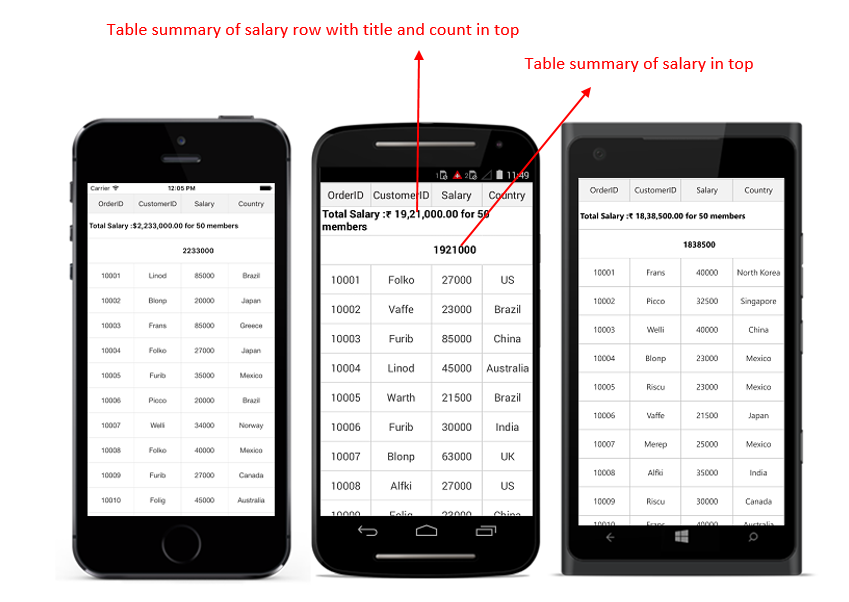 Table summary of salary row with title and count in top
Table summary of salary in top
Carrier 12:05 PM
OrderID CustomerID Salary Country
Total Salary :$2,233,000.00 for 50 members
2233000
10001 Linod 85000 Brazil
10002 Blonp 20000 Japan
10003 Frans 85000 Greece
10004 Folko 27000 Japan
10005 Furib 35000 Mexico
10006 Picco 20000 Brazil
10007 Welli 34000 Norway
10008 Folko 40000 Mexico
10009 Furib 27000 Canada
10010 Folig 45000 Australia
11:49
OrderID CustomerID Salary Country
Total Salary :₹ 19,21,000.00 for 50
members
1921000
10001 Folko 27000 US
10002 Vaffe 23000 Brazil
10003 Furib 85000 China
10004 Linod 45000 Australia
10005 Warth 21500 Brazil
10006 Furib 30000 India
10007 Blonp 63000 UK
10008 Alfki 27000 US
10009 Folig 23000 China
OrderID CustomerID Salary Country
Total Salary :₹ 18,38,500.00 for 50 members
1838500
10001 Frans 40000 North Korea
10002 Picco 32500 Singapore
10003 Welli 40000 China
10004 Blonp 23000 Mexico
10005 Riscu 23000 Mexico
10006 Vaffe 21500 Japan
10007 Merep 25000 Mexico
10008 Alfki 35000 India
10009 Riscu 30000 Canada
10010 Frans 40000 Australia